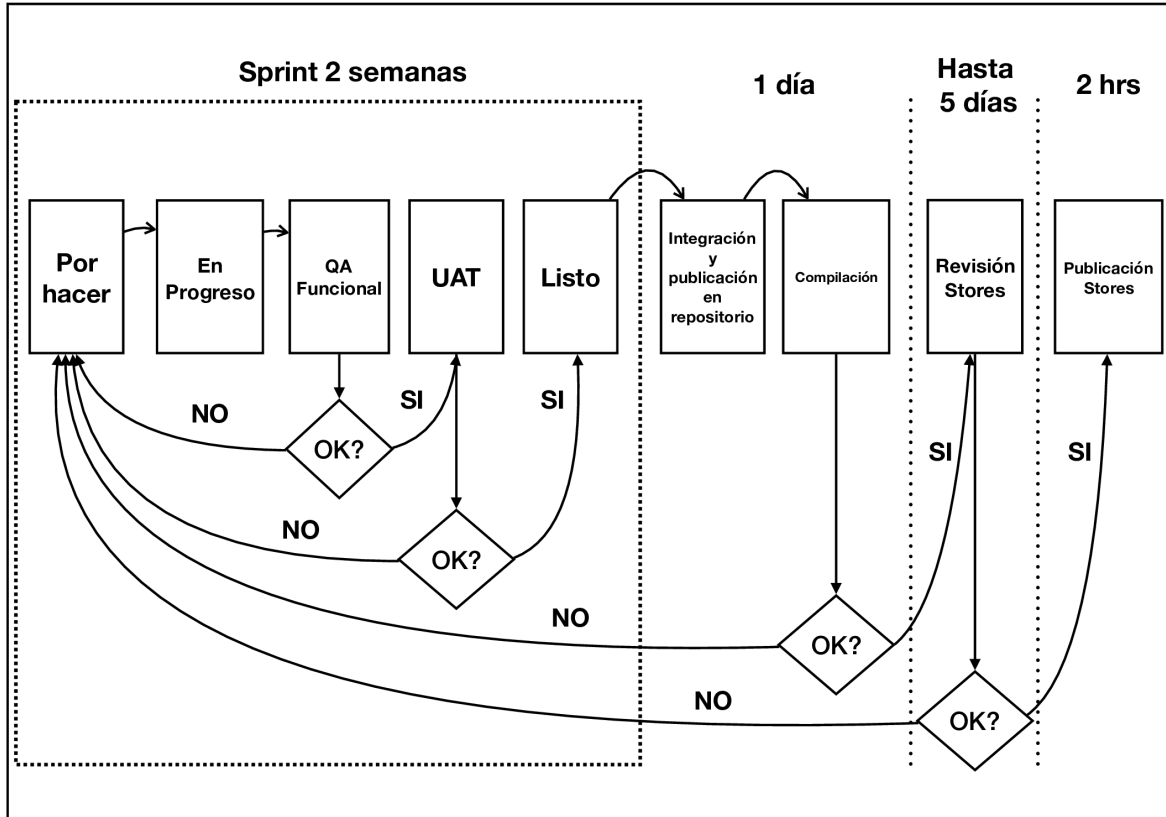 Sprint 2 semanas
1 día
Hasta
5 días
2 hrs
Por
hacer
En
Progreso
QA
Funcional
UAT
Listo
Integración
y
publicación
en
repositorio
Compilación
Revisión
Stores
Publicación
Stores
NO
OK?
SI
SI
NO
OK?
SI
SI
NO
OK?
NO
OK?